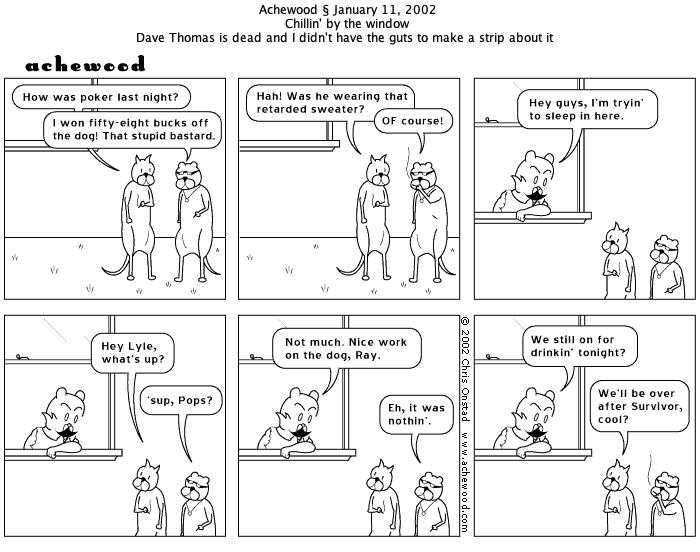 Achewood § January 11, 2002
Chillin' by the window
Dave Thomas is dead and I didn't have the guts to make a strip about it
achewood
How was poker last night?
I won fifty-eight bucks off
the dog! That stupid bastard.
Hah! Was he wearing that
retarded sweater?
OF course!
Hey guys, I'm tryin'
to sleep in here.
Hey Lyle,
what's up?
'sup, Pops?
Not much. Nice work
on the dog, Ray.
Eh, it was
nothin'.
© 2002 Chris Onstad www.achewood.com
We still on for
drinkin' tonight?
We'll be over
after Survivor,
cool?